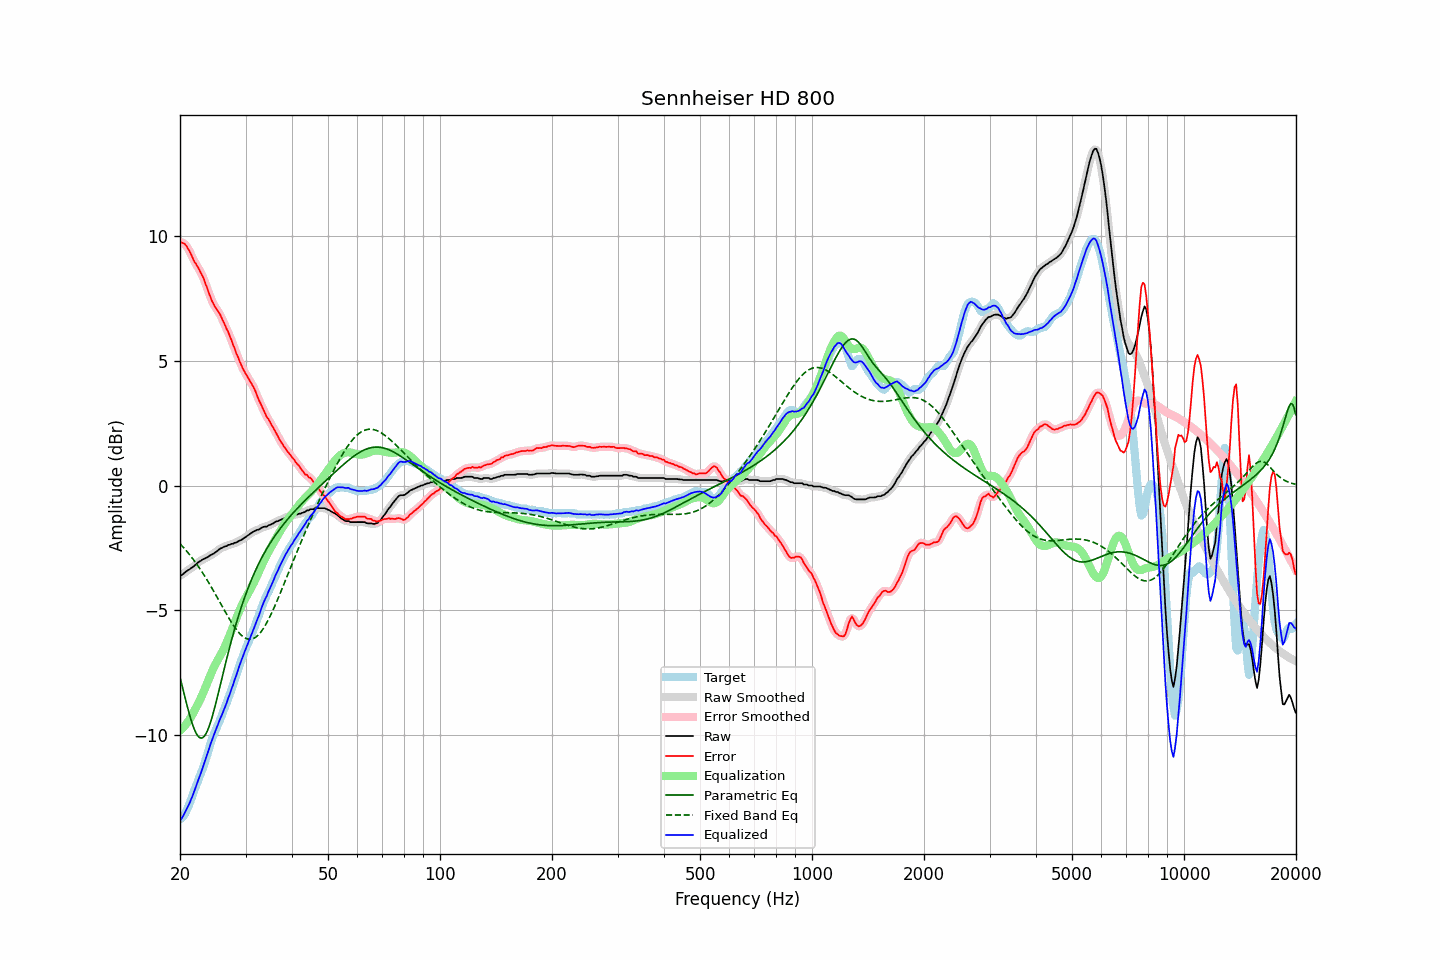 Sennheiser HD 800
Amplitude (dBr)
10
5
0
−5
−10
Target
Raw Smoothed
Error Smoothed
Raw
Error
Equalization
Parametric Eq
Fixed Band Eq
Equalized
20
50
100
200
500
1000
2000
5000
10000
20000
Frequency (Hz)